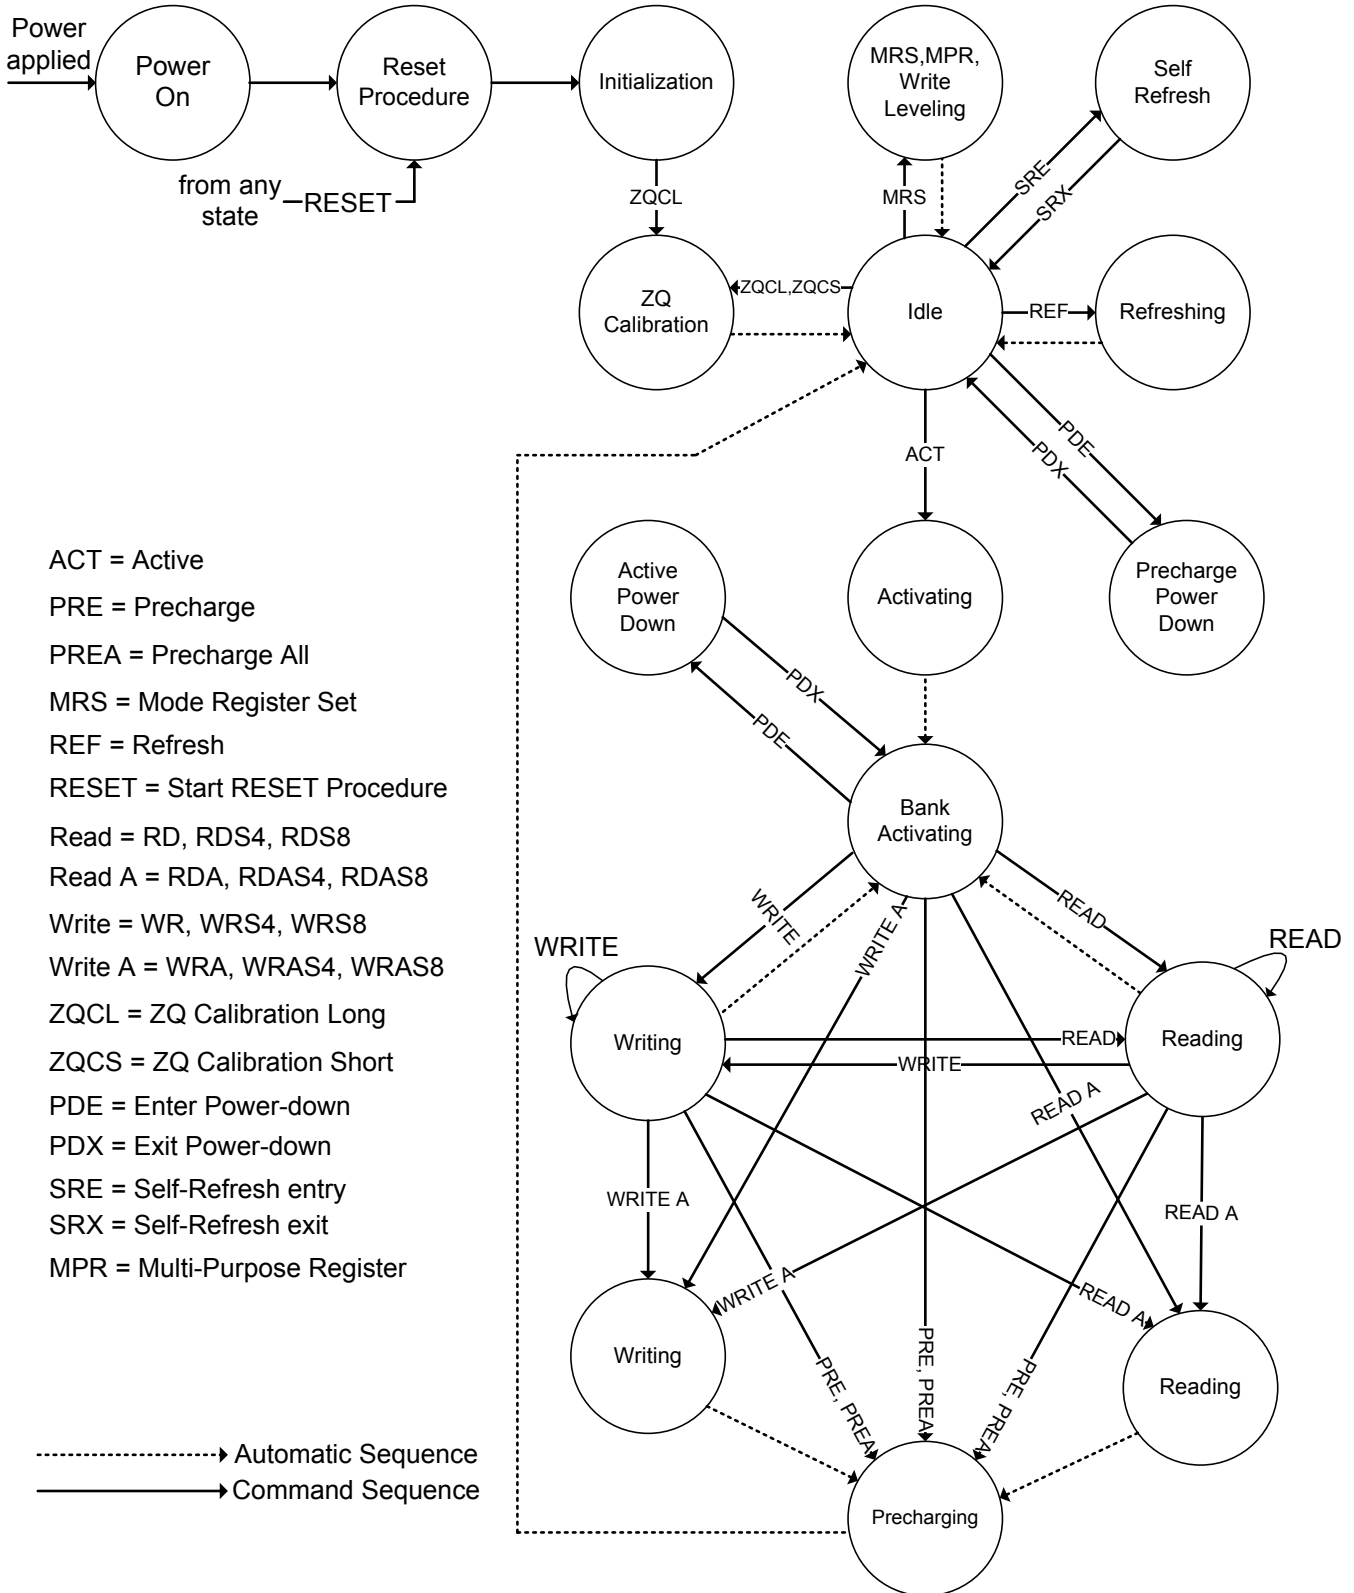 Power
applied
Power
On
Reset
Procedure
Initialization
MRS,MPR,
Write
Leveling
Self
Refresh
from any
state
RESET
ZQCL
MRS
SRE
SRX
ZQ
Calibration
ZQCL,ZQCS
Idle
REF
Refreshing
ACT
PDE
PDX
Active
Power
Down
Activating
Precharge
Power
Down
PDX
PDE
Bank
Activating
ACT = Active
PRE = Precharge
PREA = Precharge All
MRS = Mode Register Set
REF = Refresh
RESET = Start RESET Procedure
Read = RD, RDS4, RDS8
Read A = RDA, RDAS4, RDAS8
Write = WR, WRS4, WRS8
Write A = WRA, WRAS4, WRAS8
ZQCL = ZQ Calibration Long
ZQCS = ZQ Calibration Short
PDE = Enter Power-down
PDX = Exit Power-down
SRE = Self-Refresh entry
SRX = Self-Refresh exit
MPR = Multi-Purpose Register
WRITE
WRITE
WRITE A
READ
READ
Writing
READ
WRITE
Reading
READ A
WRITE A
READ A
WRITE A
READ A
Writing
PRE, PREA
PRE, PREA
PRE, PREA
Reading
Precharging
Automatic Sequence
Command Sequence